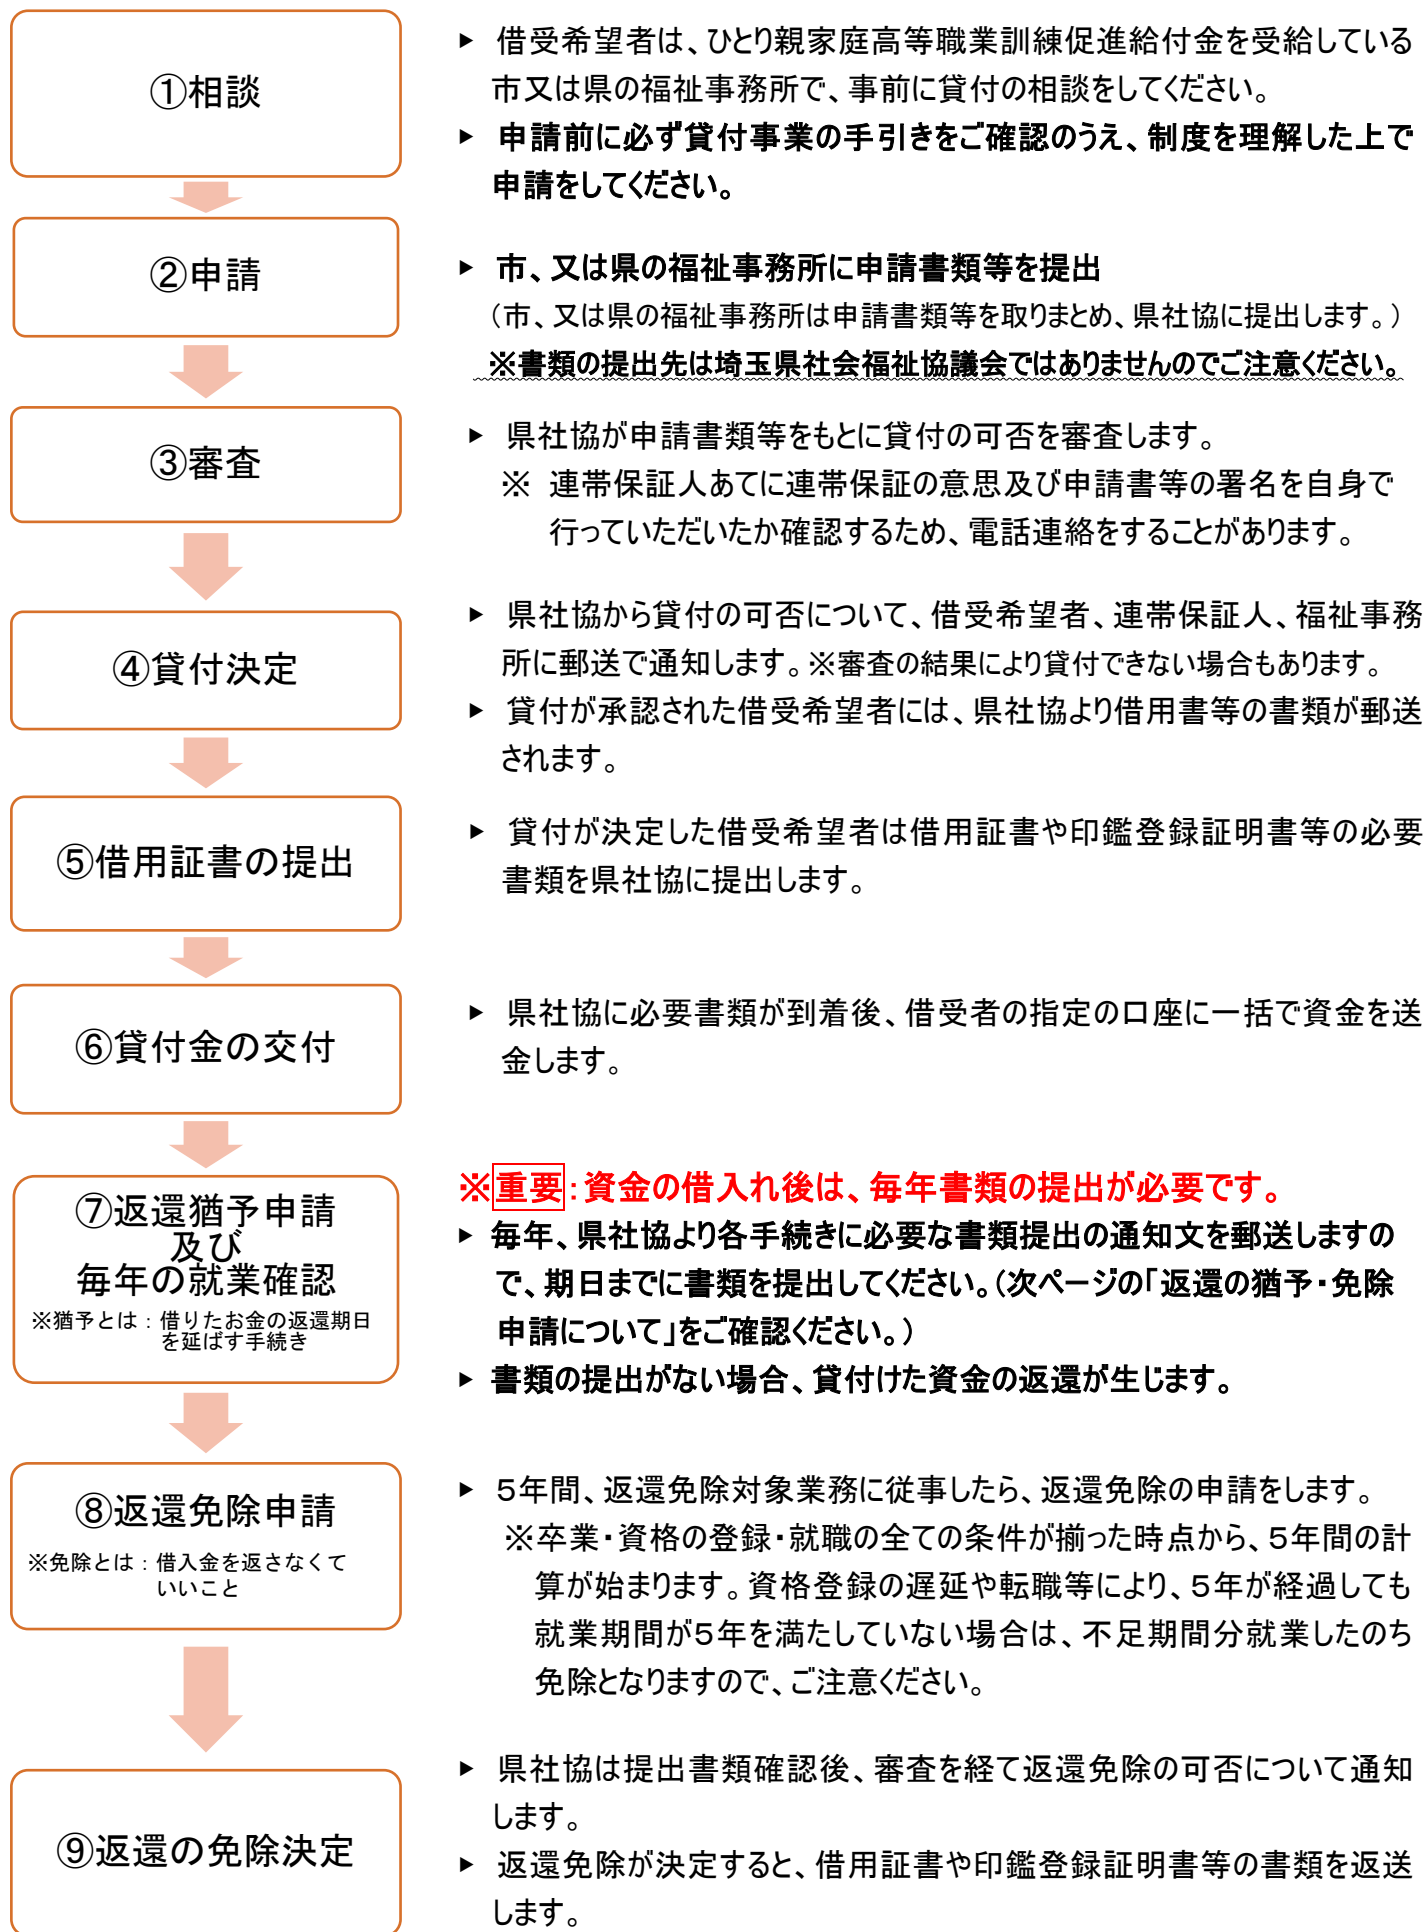 ①相談
▶ 借受希望者は、ひとり親家庭高等職業訓練促進給付金を受給している
市又は県の福祉事務所で、事前に貸付の相談をしてください。
▶ 申請前に必ず貸付事業の手引きをご確認のうえ、制度を理解した上で
申請をしてください。
②申請
▶ 市、又は県の福祉事務所に申請書類等を提出
（市、又は県の福祉事務所は申請書類等を取りまとめ、県社協に提出します。）
※書類の提出先は埼玉県社会福祉協議会ではありませんのでご注意ください。
③審査
▶ 県社協が申請書類等をもとに貸付の可否を審査します。
※ 連帯保証人あてに連帯保証の意思及び申請書等の署名を自身で
行っていただいたか確認するため、電話連絡をすることがあります。
④貸付決定
▶ 県社協から貸付の可否について、借受希望者、連帯保証人、福祉事務
所に郵送で通知します。※審査の結果により貸付できない場合もあります。
▶ 貸付が承認された借受希望者には、県社協より借用書等の書類が郵送
されます。
⑤借用証書の提出
▶ 貸付が決定した借受希望者は借用証書や印鑑登録証明書等の必要
書類を県社協に提出します。
⑥貸付金の交付
▶ 県社協に必要書類が到着後、借受者の指定の口座に一括で資金を送
金します。
⑦返還猶予申請
及び
毎年の就業確認
※猶予とは：借りたお金の返還期日
を延ばす手続き
※重要：資金の借入れ後は、毎年書類の提出が必要です。
▶ 毎年、県社協より各手続きに必要な書類提出の通知文を郵送しますの
で、期日までに書類を提出してください。（次ページの「返還の猶予・免除
申請について」をご確認ください。）
▶ 書類の提出がない場合、貸付けた資金の返還が生じます。
⑧返還免除申請
※免除とは：借入金を返さなくて
いいこと
▶ ５年間、返還免除対象業務に従事したら、返還免除の申請をします。
※卒業・資格の登録・就職の全ての条件が揃った時点から、５年間の計
算が始まります。資格登録の遅延や転職等により、５年が経過しても
就業期間が５年を満たしていない場合は、不足期間分就業したのち
免除となりますので、ご注意ください。
⑨返還の免除決定
▶ 県社協は提出書類確認後、審査を経て返還免除の可否について通知
します。
▶ 返還免除が決定すると、借用証書や印鑑登録証明書等の書類を返送
します。